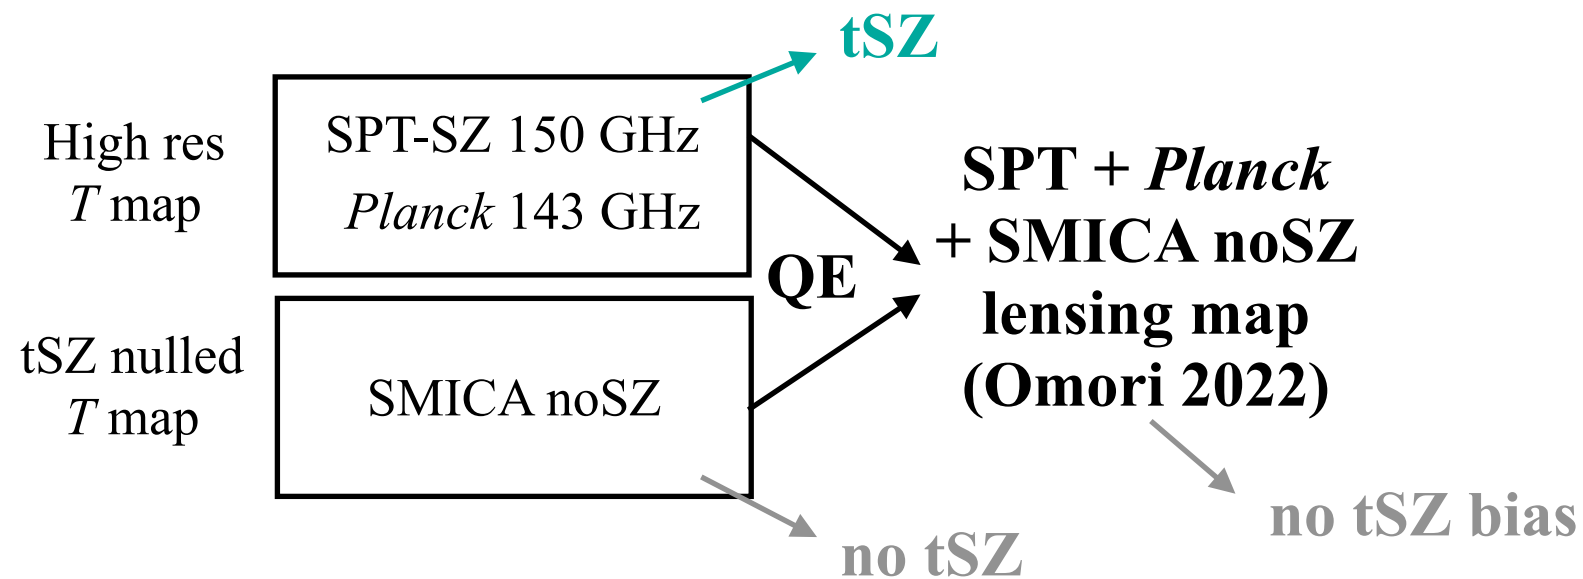 tSZ
High res
T map
SPT-SZ 150 GHz
Planck 143 GHz
QE
SPT + Planck
+ SMICA noSZ
lensing map
(Omori 2022)
tSZ nulled
T map
SMICA noSZ
no tSZ
no tSZ bias